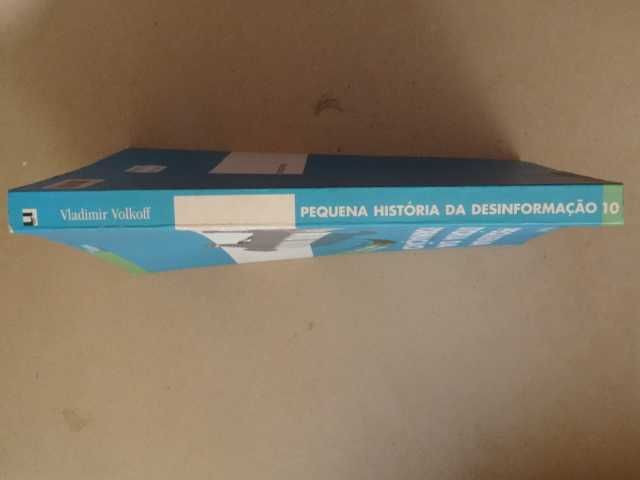 Vladimir Volkoff
PEQUENA HISTÓRIA DA DESINFORMAÇÃO 10